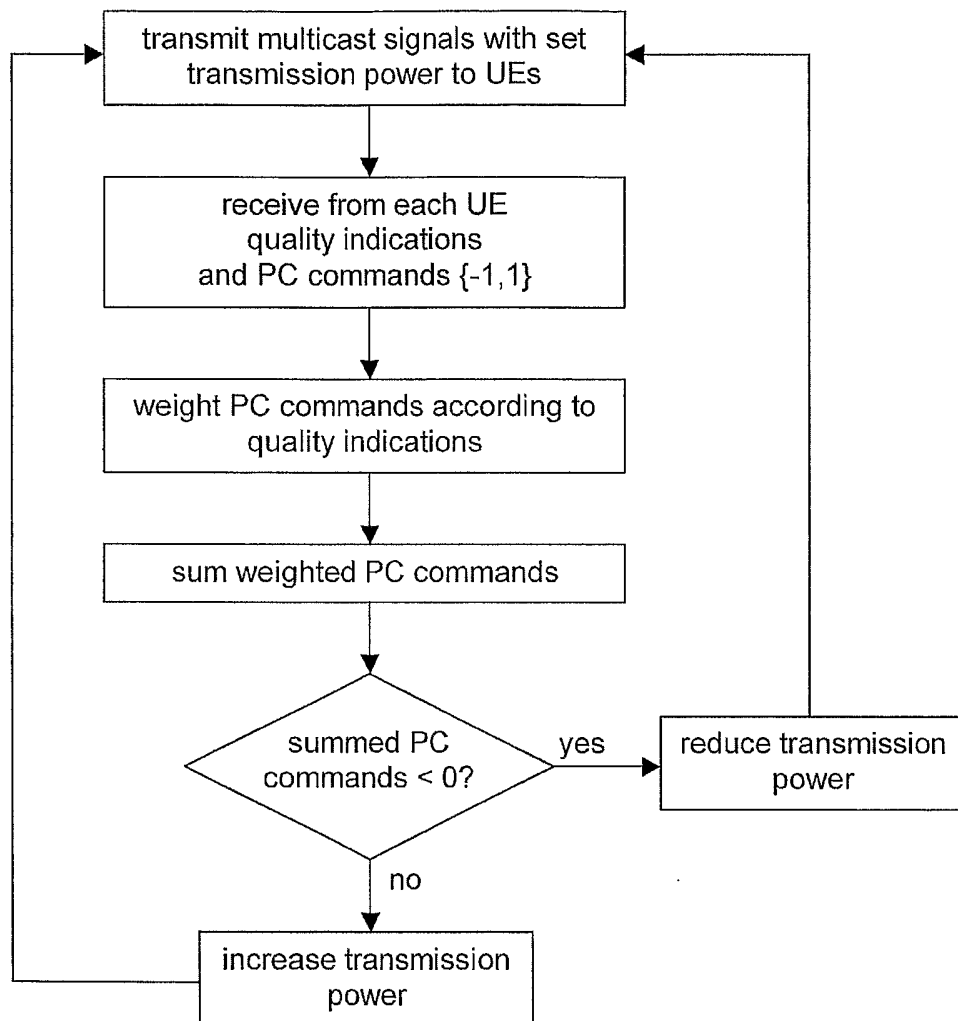 transmit multicast signals with set
transmission power to UEs
receive from each UE
quality indications
and PC commands {-1,1}
weight PC commands according to
quality indications
sum weighted PC commands
summed PC
commands < 0?
yes
reduce transmission
power
no
increase transmission
power